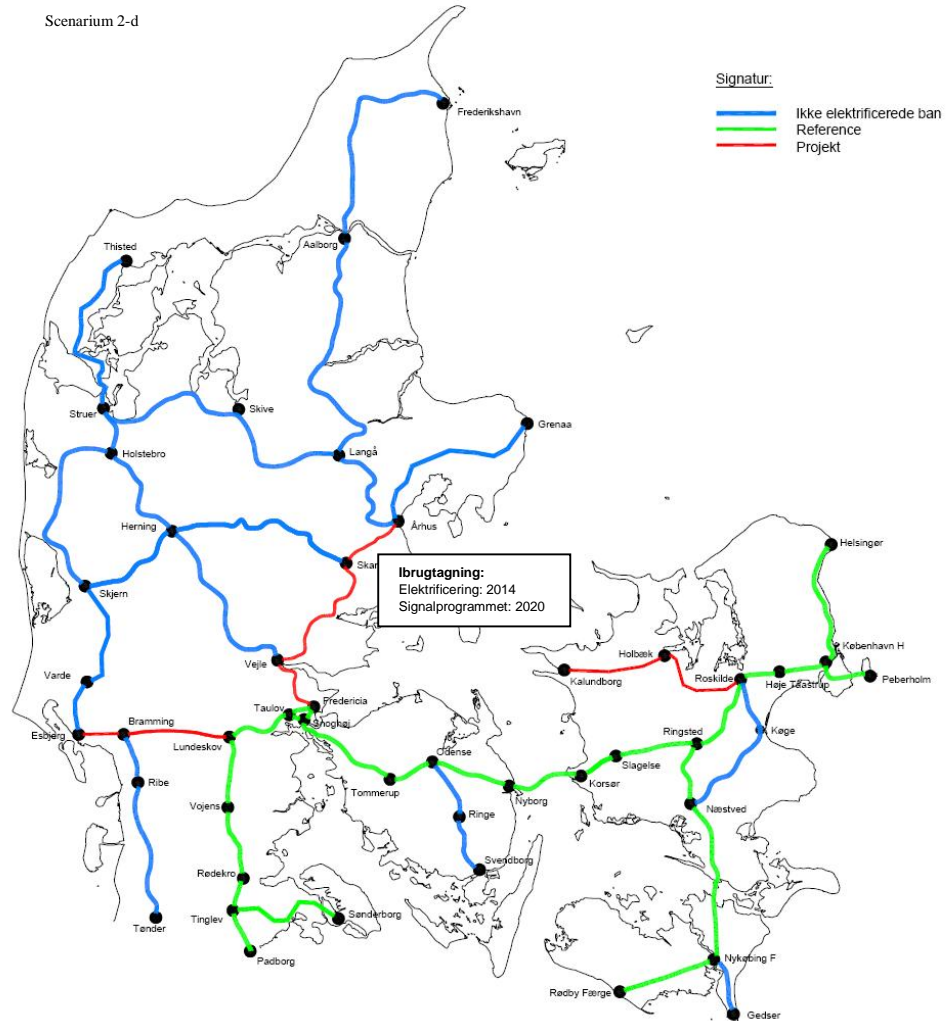 Scenarium 2-d
Signatur:
Ikke elektrificerede ban
Reference
Projekt
Frederikshavn
Aalborg
Thisted
Struer
Skive
Grenaa
Holstebro
Langå
Herning
Århus
Skan
Ibrugtagning:
Elektrificering: 2014
Signalprogrammet: 2020
Helsingør
Skjern
København H
Vejle
Holbæk
Roskilde
Høje Taastrup
Peberholm
Kalundborg
Varde
Fredericia
Taulov
Snoghøj
Bramming
Esbjerg
Lundeskov
Køge
Ringsted
Odense
Slagelse
Korsør
Tommerup
Nyborg
Ribe
Næstved
Vojens
Ringe
Svendborg
Rødekro
Tinglev
Sønderborg
Tønder
Padborg
Nykøbing F
Rødby Færge
Gedser